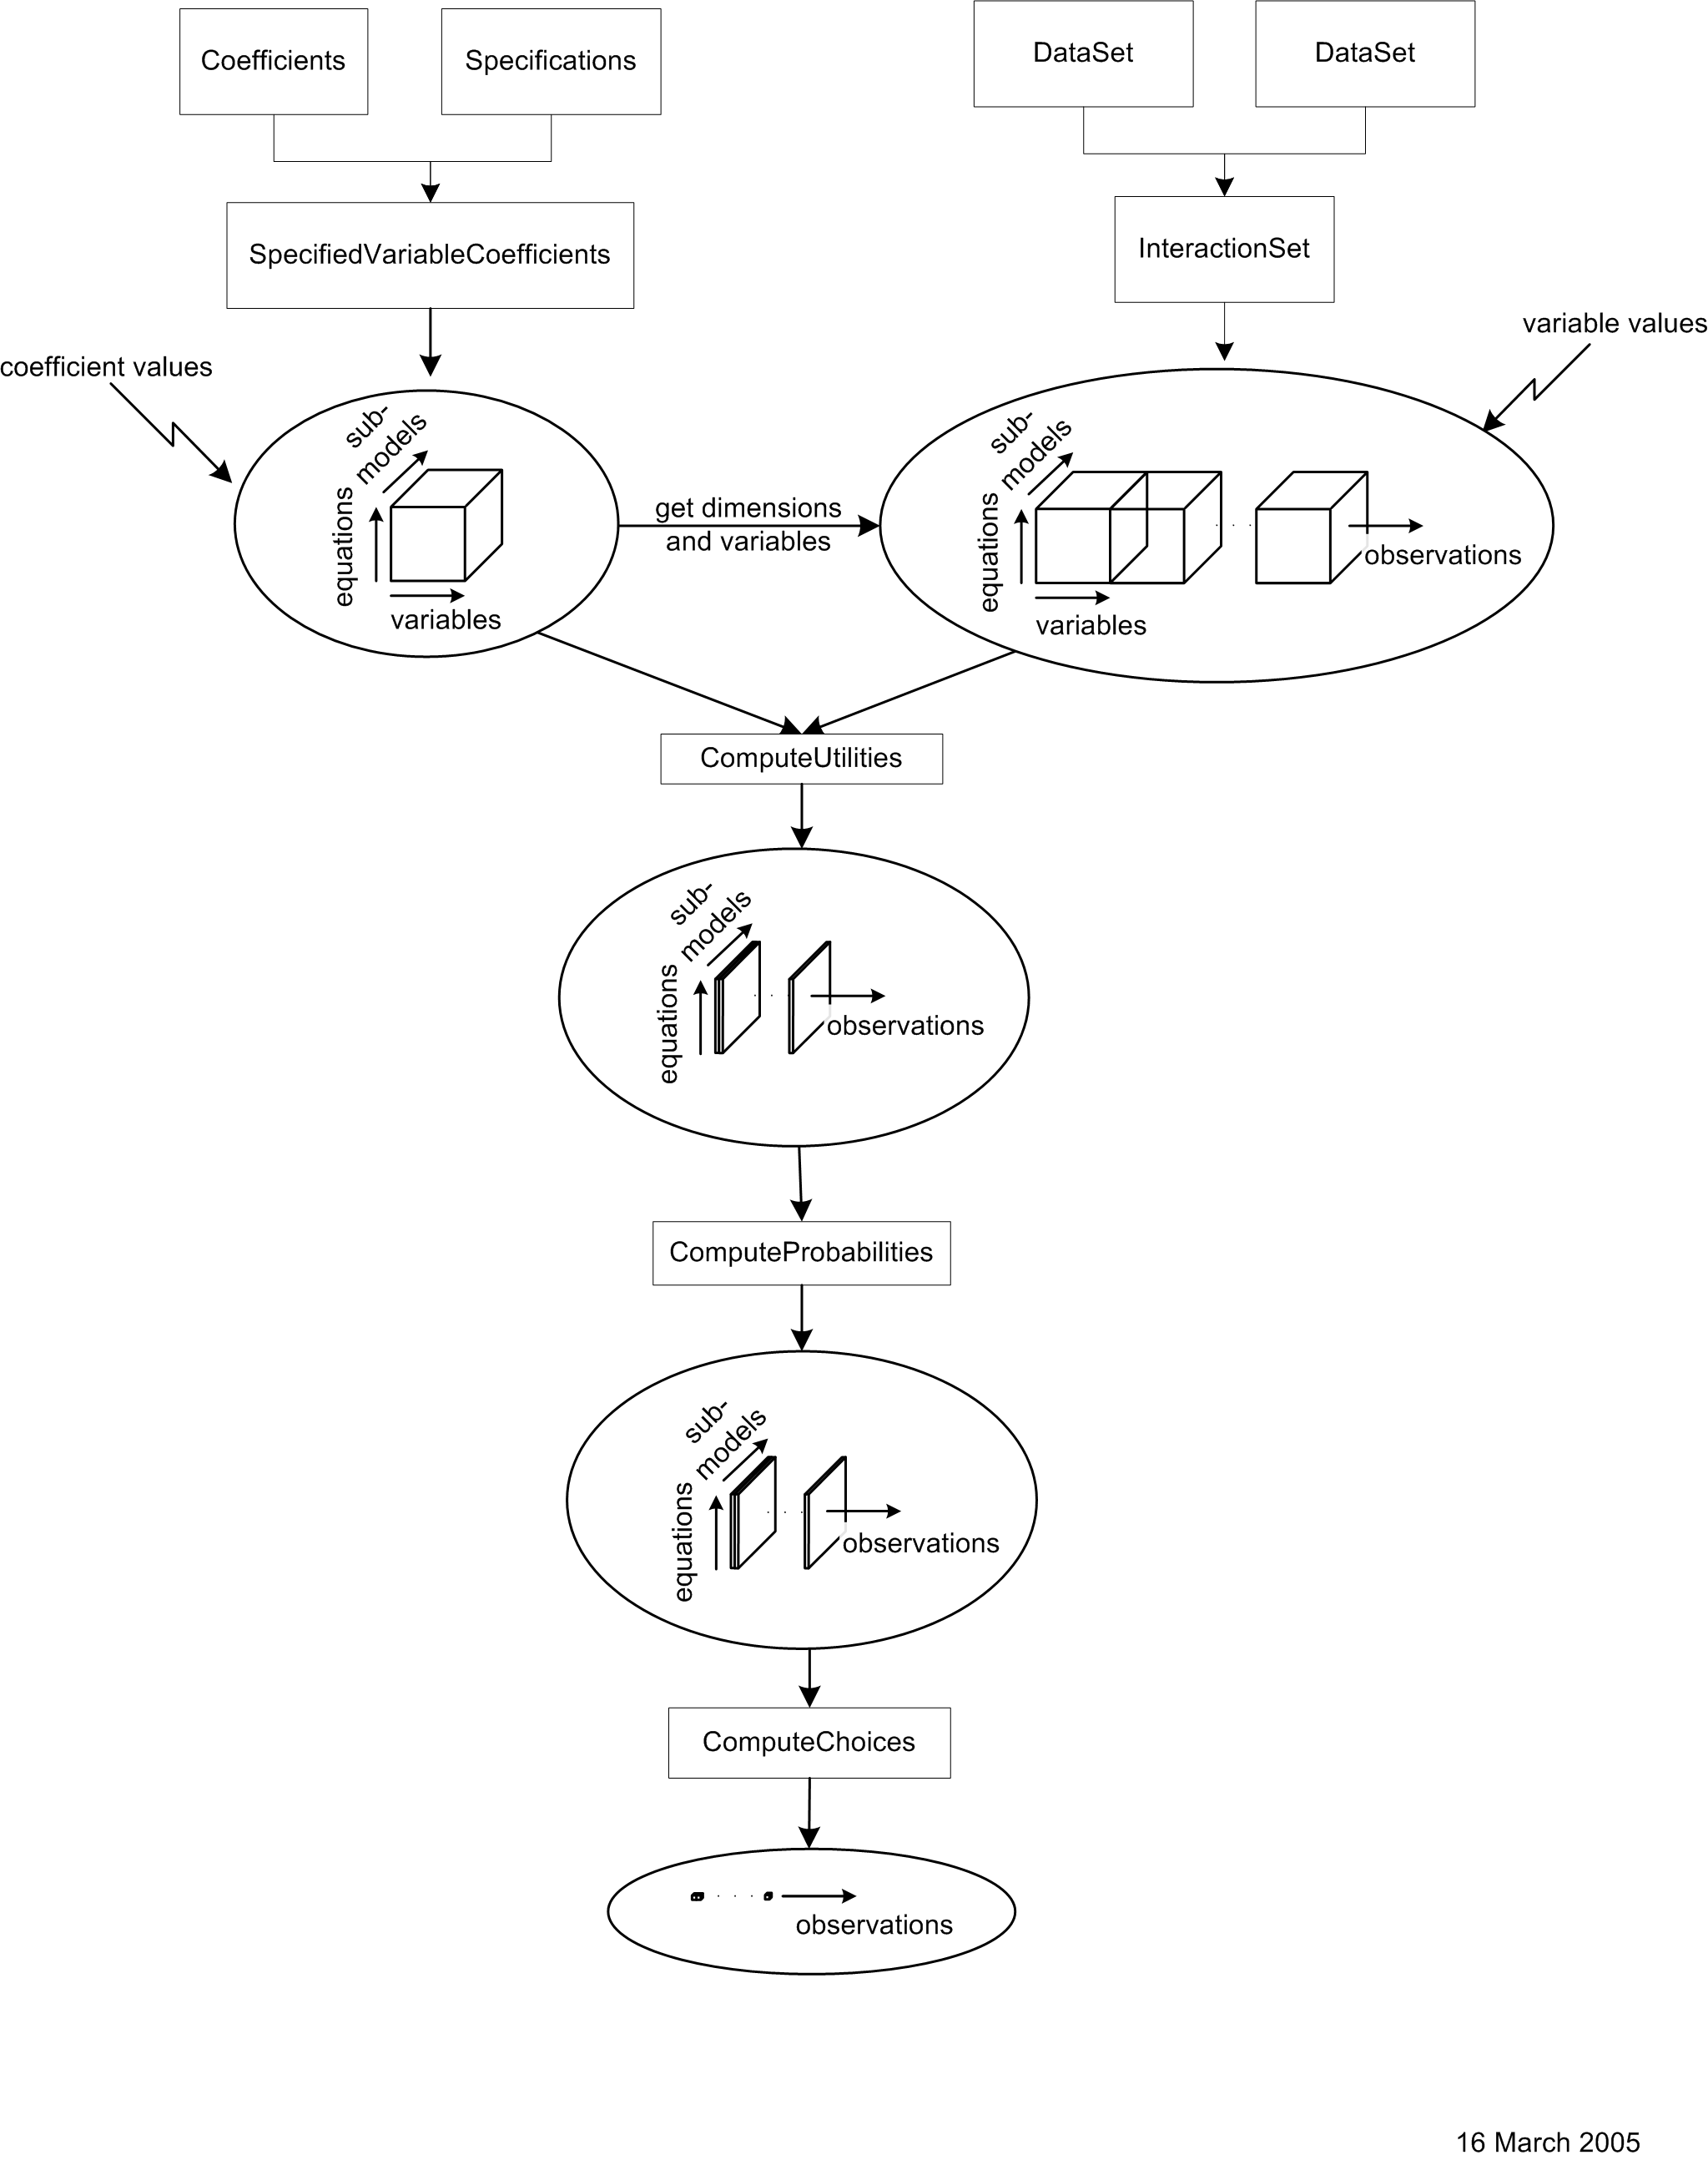 Coefficients
Specifications
DataSet
DataSet
SpecifiedVariableCoefficients
InteractionSet
coefficient values
variable values
sub-
models
equations
variables
get dimensions
and variables
sub-
models
equations
variables
observations
ComputeUtilities
sub-
models
equations
observations
ComputeProbabilities
sub-
models
equations
observations
ComputeChoices
observations
16 March 2005